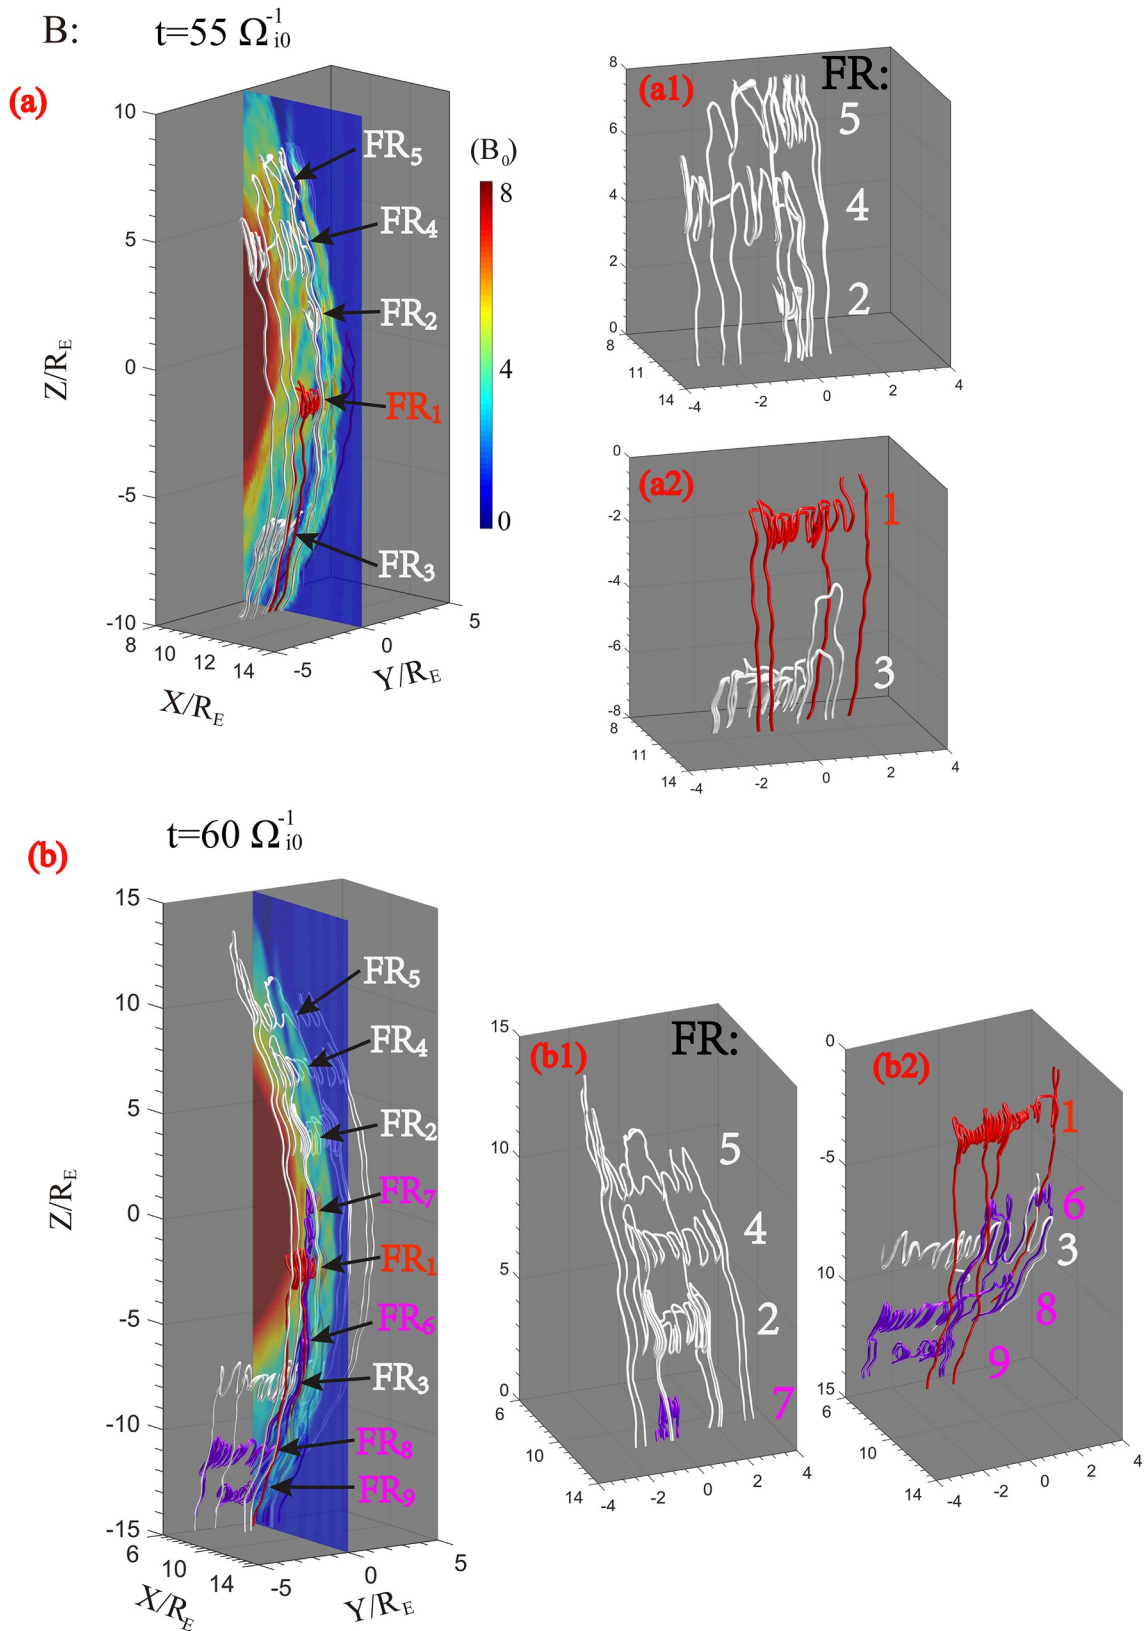 B: t=55 Ω_{i0}^{-1}
(a)
10
5
0
-5
-10
Z/R_E
8 10 12 14
X/R_E
-5 0 5
Y/R_E
FR5
FR4
FR2
FR1
FR3
(B_0)
8
4
0
(a1) FR:
5
4
2
8
6
4
2
0
8
11
14
-4 -2 0 2 4
(a2)
1
3
0
-2
-4
-6
-8
8
11
14
-4 -2 0 2 4
t=60 Ω_{i0}^{-1}
(b)
15
10
5
0
-5
-10
-15
Z/R_E
6 10 14
X/R_E
-5 0 5
Y/R_E
FR5
FR4
FR2
FR7
FR1
FR6
FR3
FR8
FR9
(b1) FR:
5
4
2
7
15
10
5
0
6
10
14
-4 -2 0 2 4
(b2)
1
6
3
8
9
0
-5
10
15
6
10
14
-4 -2 0 2 4